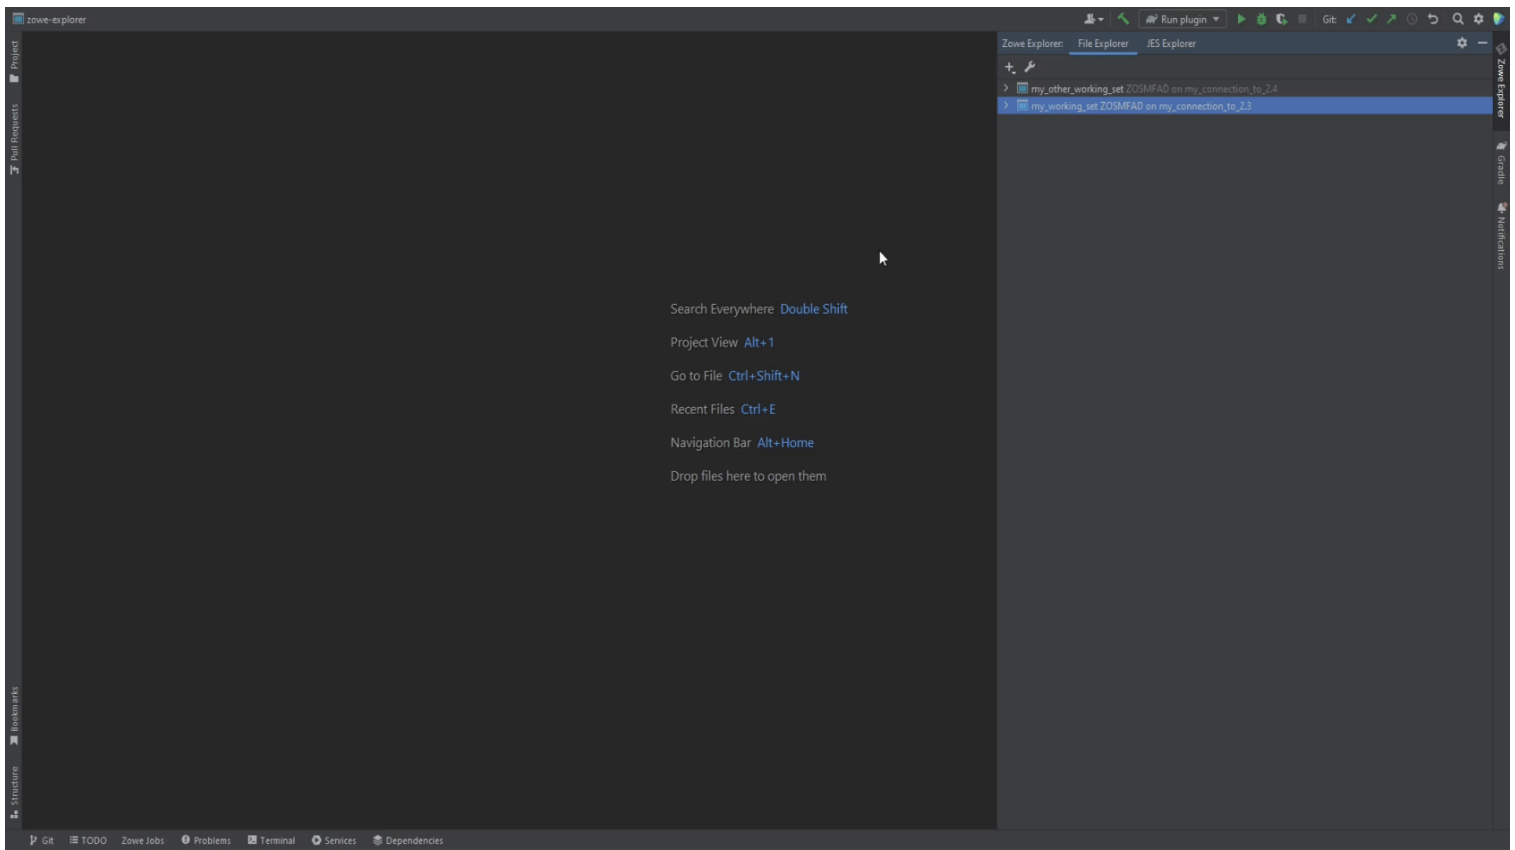 zowe-explorer
Run plugin
Git:
Project
Pull Requests
Bookmarks
Structure
Search Everywhere Double Shift
Project View Alt+1
Go to File Ctrl+Shift+N
Recent Files Ctrl+E
Navigation Bar Alt+Home
Drop files here to open them
Zowe Explorer: File Explorer JES Explorer
my_other_working_set ZOSMFAD on my_connection_to_2.4
my_working_set ZOSMFAD on my_connection_to_2.3
Zowe Explorer
Gradle
Notifications
Git TODO Zowe Jobs Problems Terminal Services Dependencies